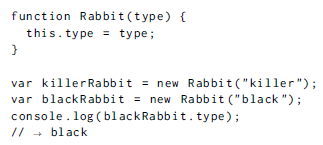 function Rabbit(type) {
  this.type = type;
}

var killerRabbit = new Rabbit("killer");
var blackRabbit = new Rabbit("black");
console.log(blackRabbit.type);
// → black